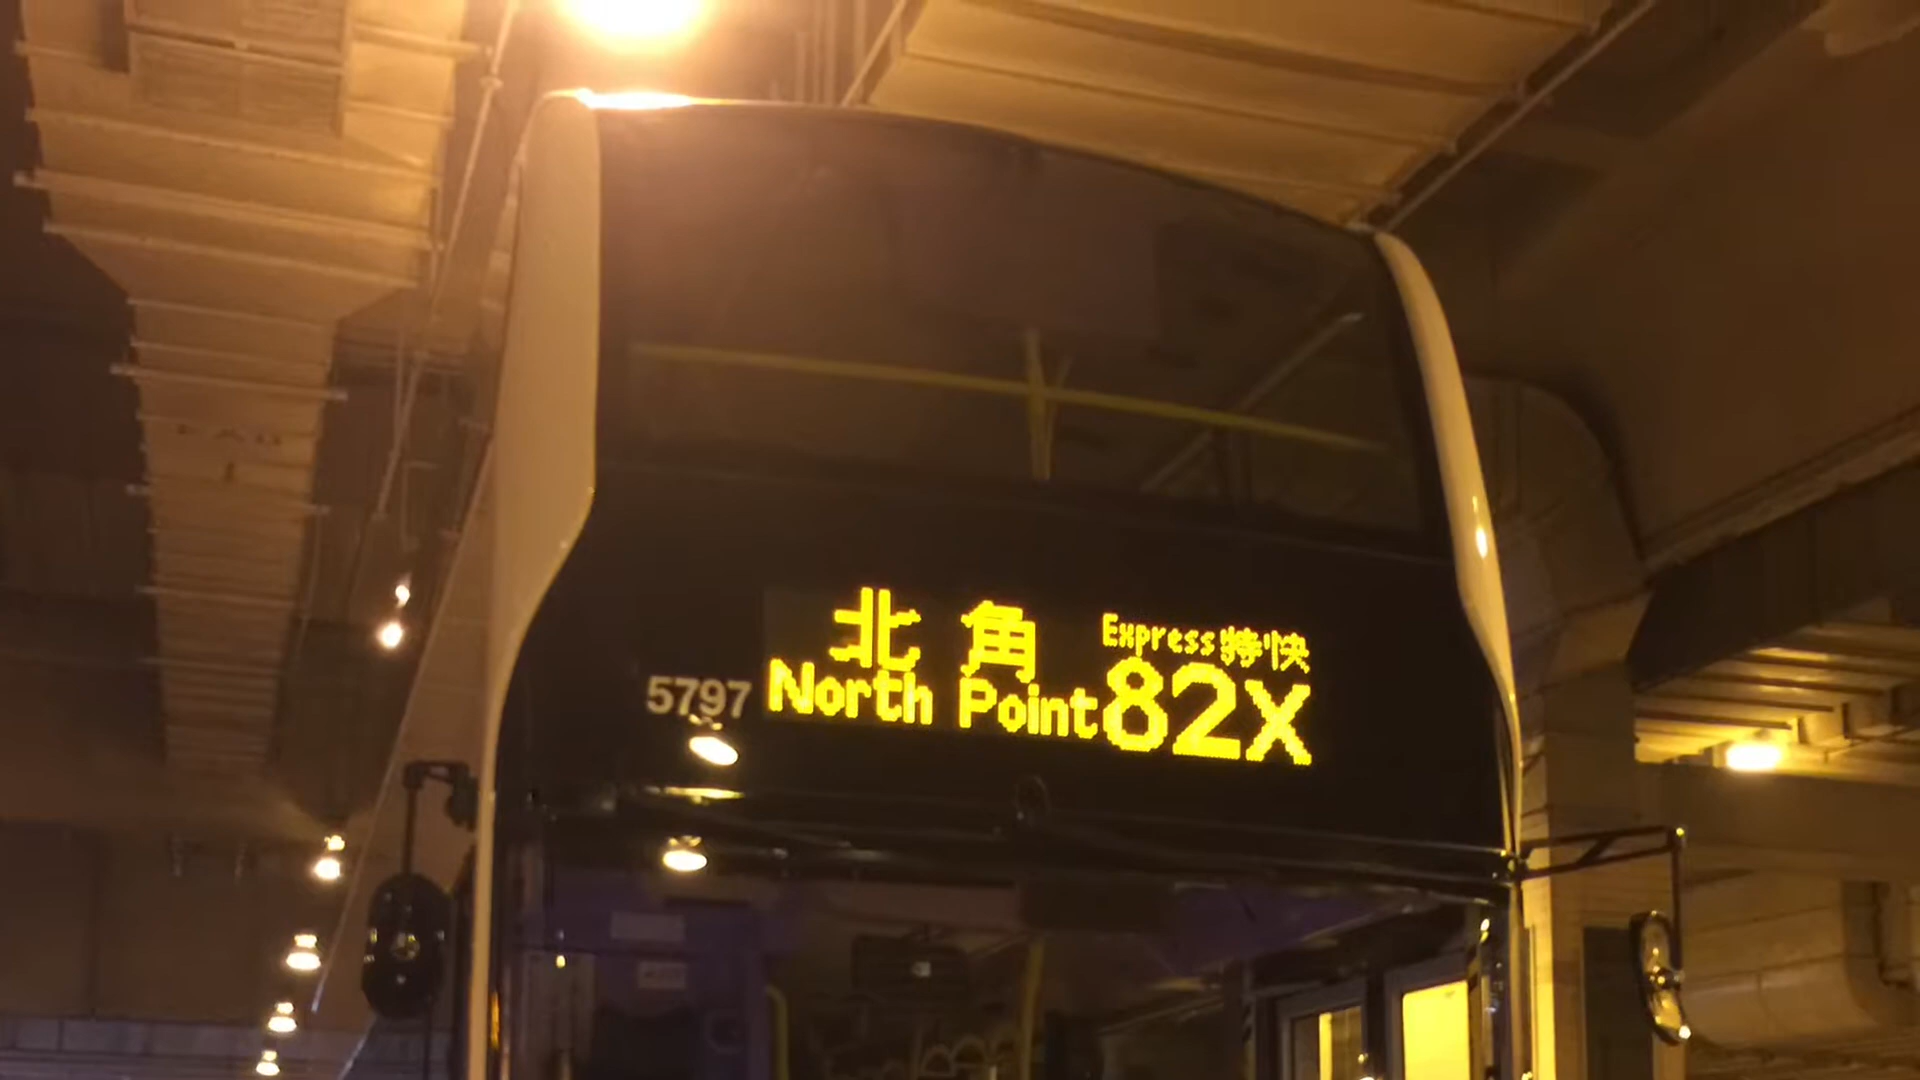 北角
Express特快
5797
North Point
82X